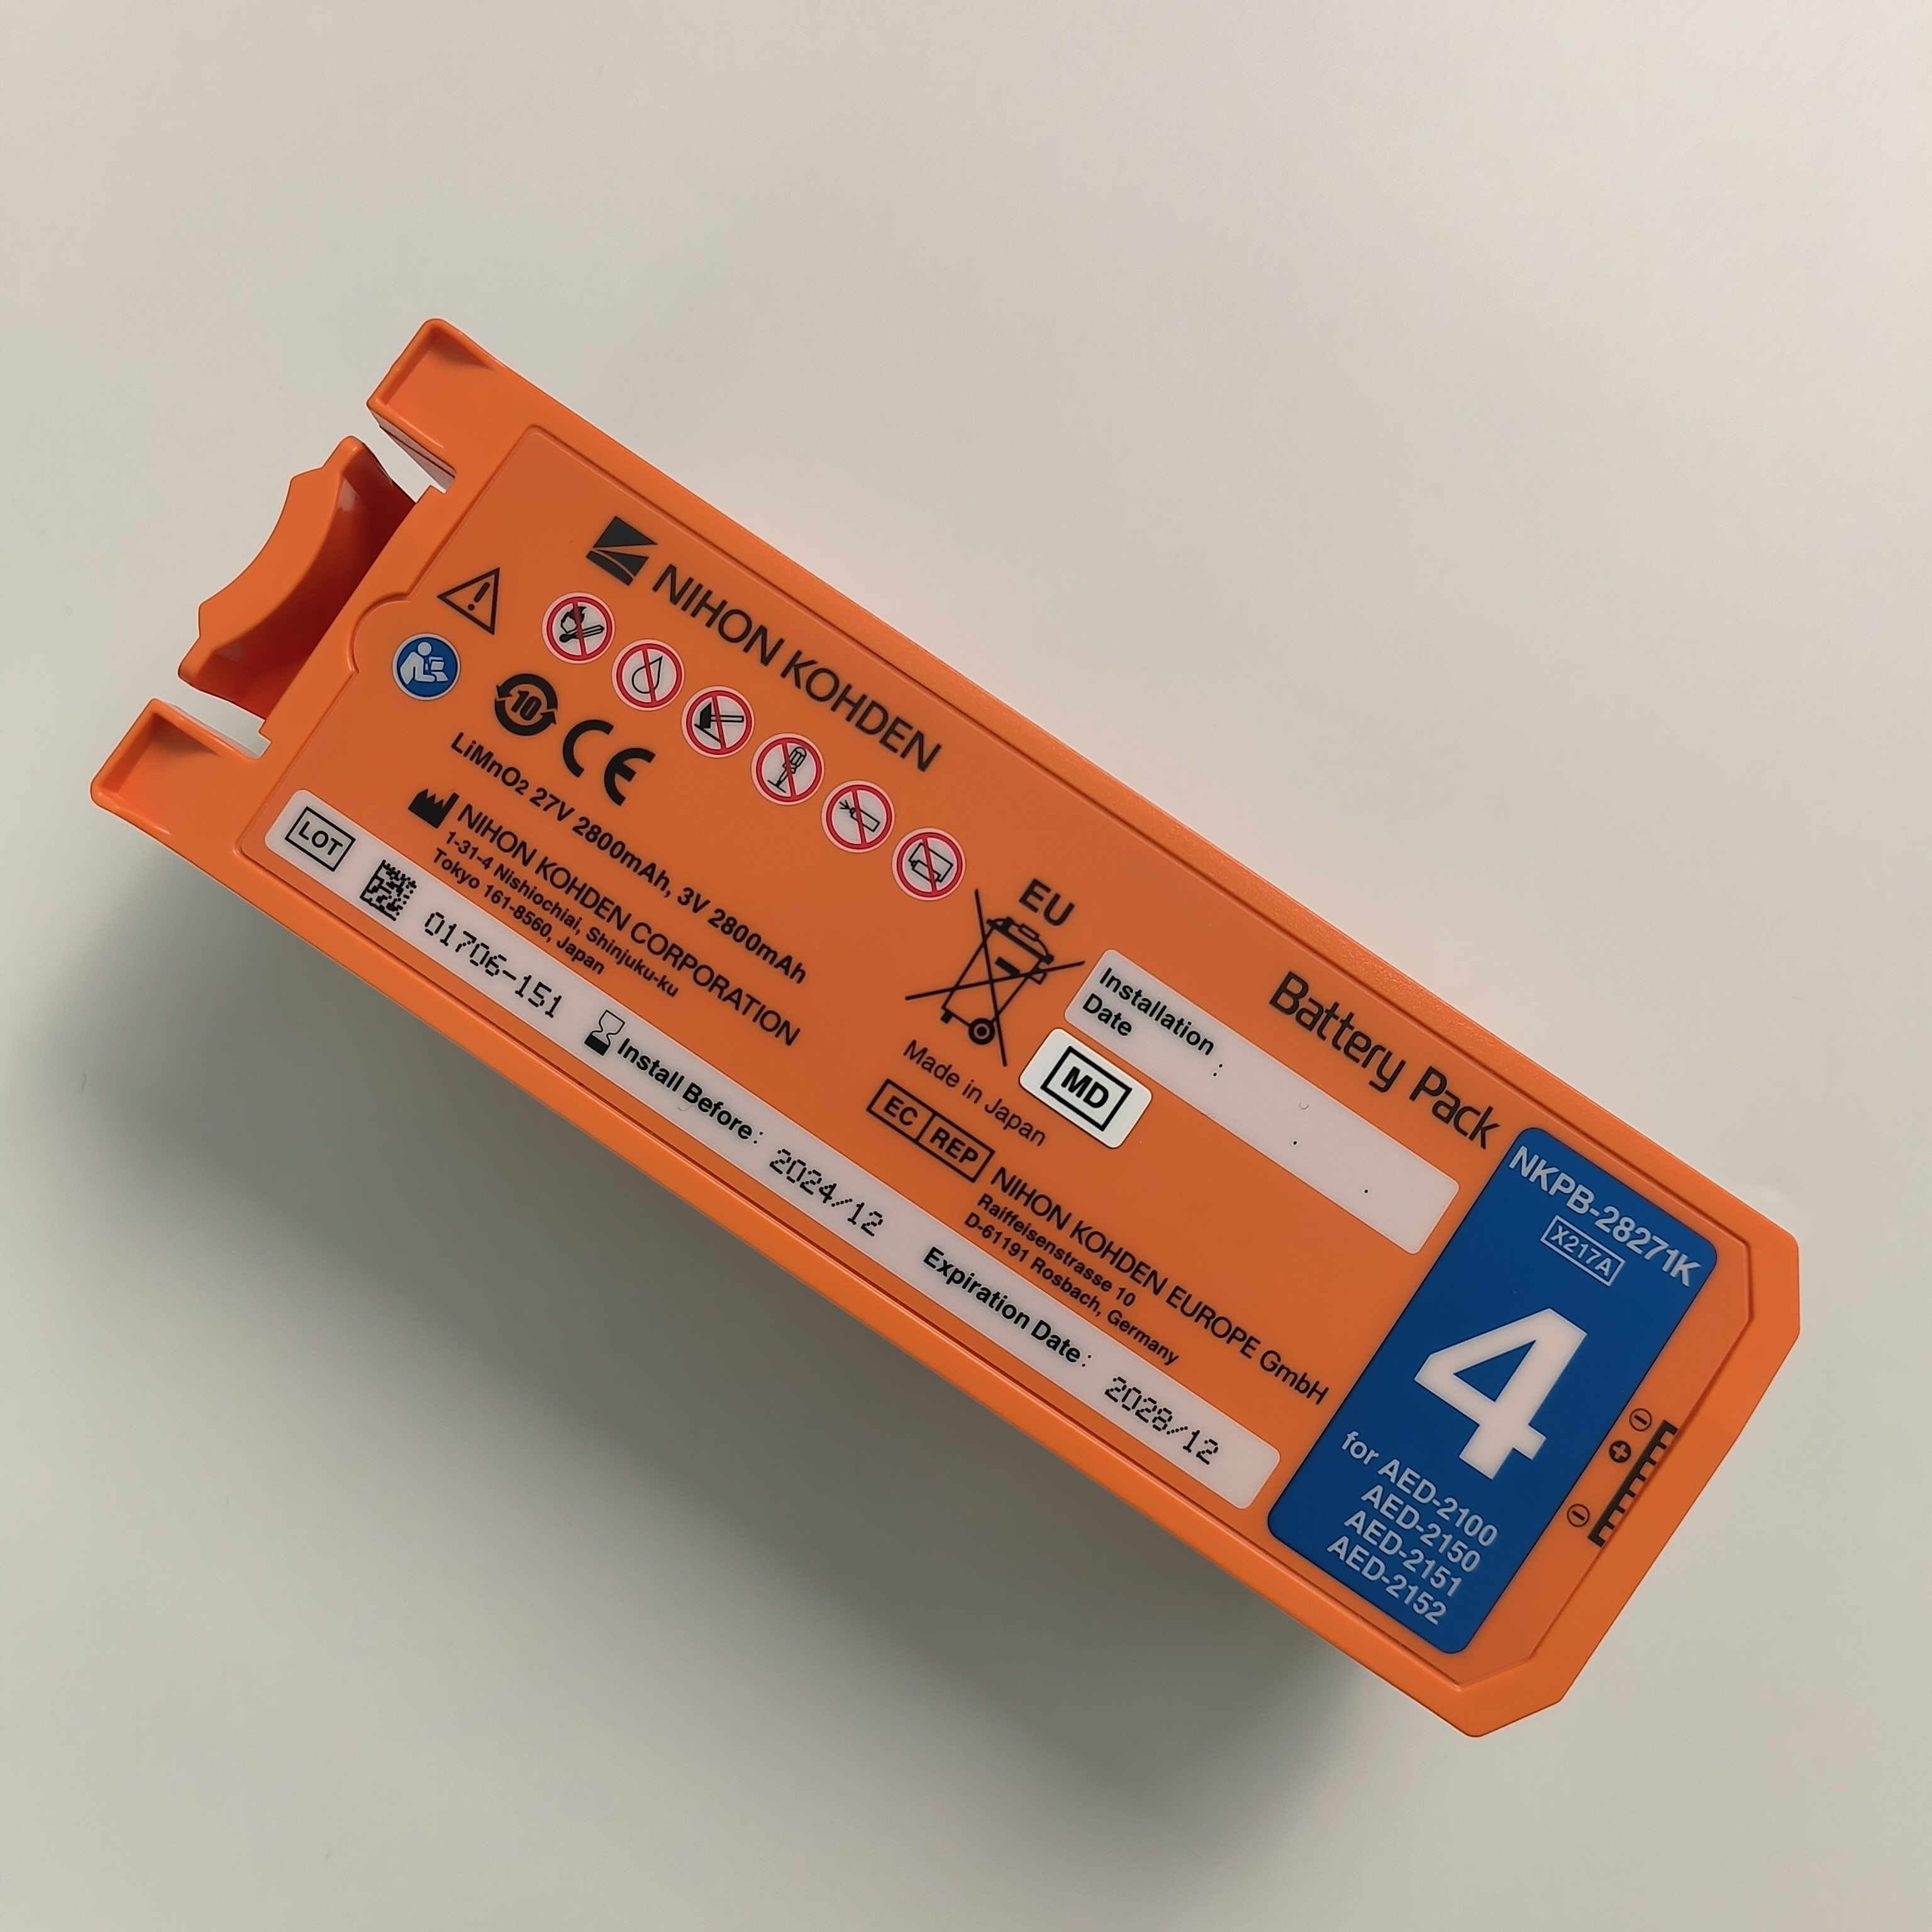 NIHON KOHDEN
10
CE
LiMnO2 27V 2800mAh, 3V 2800mAh
NIHON KOHDEN CORPORATION
1-31-4 Nishiochiai, Shinjuku-ku
Tokyo 161-8560, Japan
LOT
01706-151
Install Before: 2024/12
Expiration Date: 2028/12
EU
Made in Japan
MD
EC REP
NIHON KOHDEN EUROPE GmbH
Raiffeisenstrasse 10
D-61191 Rosbach, Germany
Installation
Date :
Battery Pack
NKPB-28271K
X217A
4
for AED-2100
AED-2150
AED-2151
AED-2152